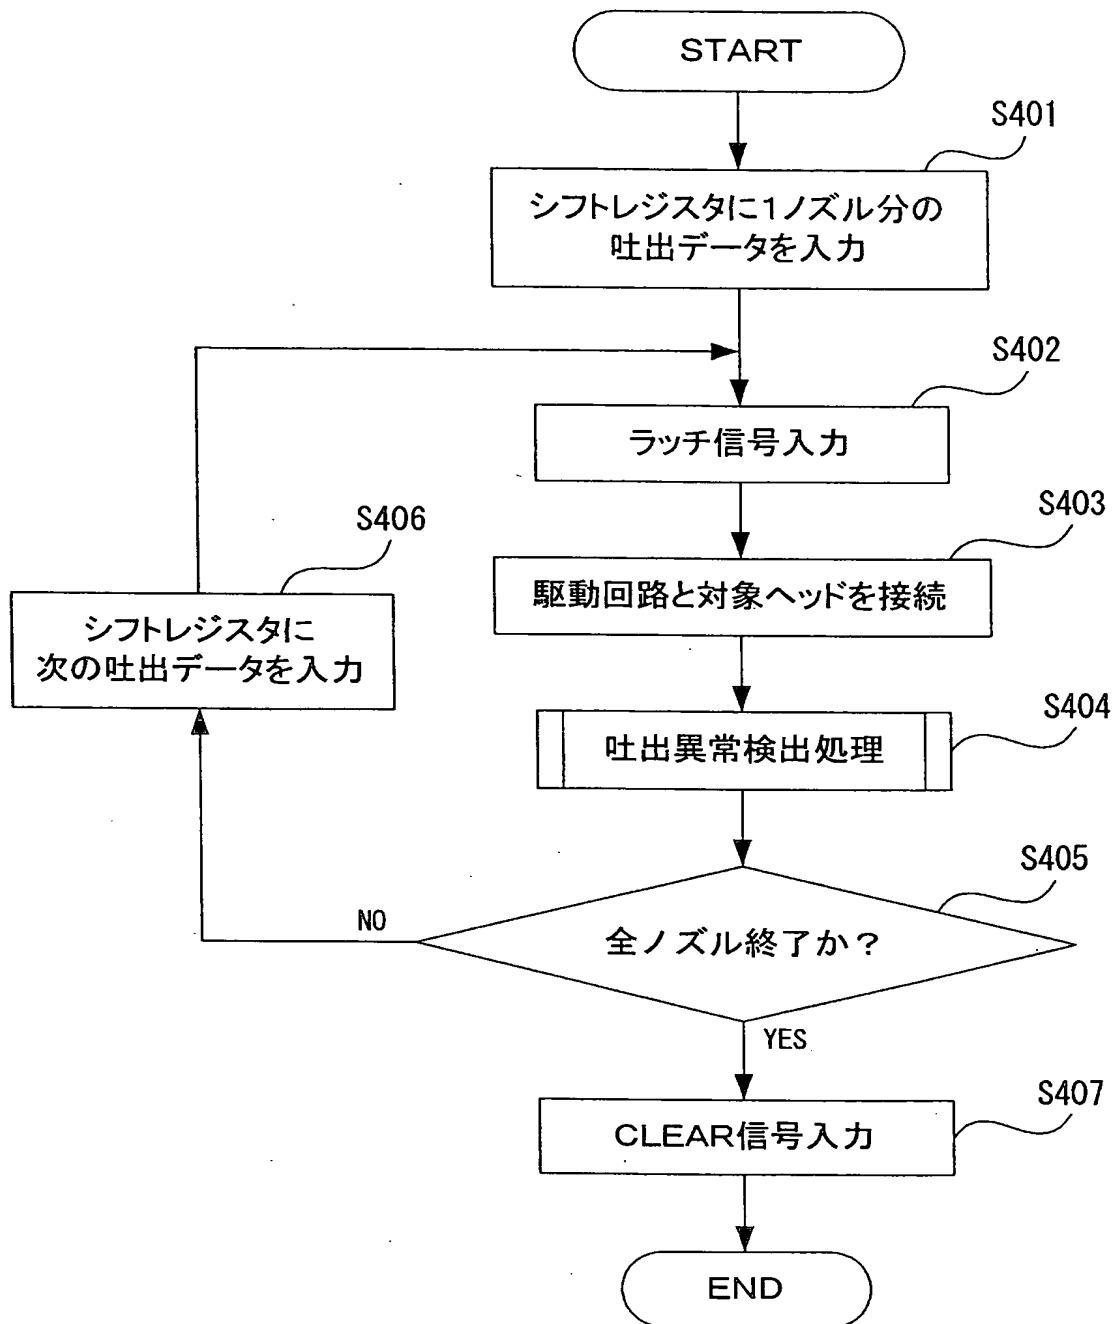 START
S401
シフトレジスタに1ノズル分の
吐出データを入力
S402
ラッチ信号入力
S403
駆動回路と対象ヘッドを接続
S406
シフトレジスタに
次の吐出データを入力
S404
吐出異常検出処理
S405
全ノズル終了か?
NO
YES
S407
CLEAR信号入力
END